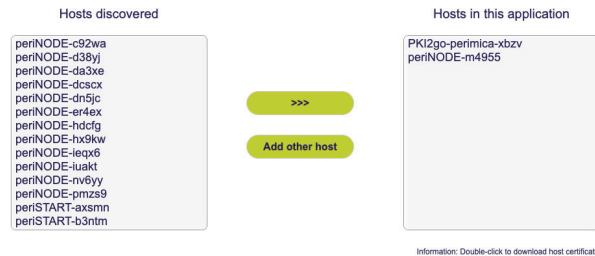 Hosts discovered
periNODE-c92wa
periNODE-d38yj
periNODE-da3xe
periNODE-dcscx
periNODE-dn5jc
periNODE-er4ex
periNODE-hdcfg
periNODE-hx9kw
periNODE-ieqx6
periNODE-iuakt
periNODE-nv6yy
periNODE-pmzs9
periSTART-axsmn
periSTART-b3ntm
>>>
Add other host
Hosts in this application
PKI2go-perimica-xbzv
periNODE-m4955
Information: Double-click to download host certificat